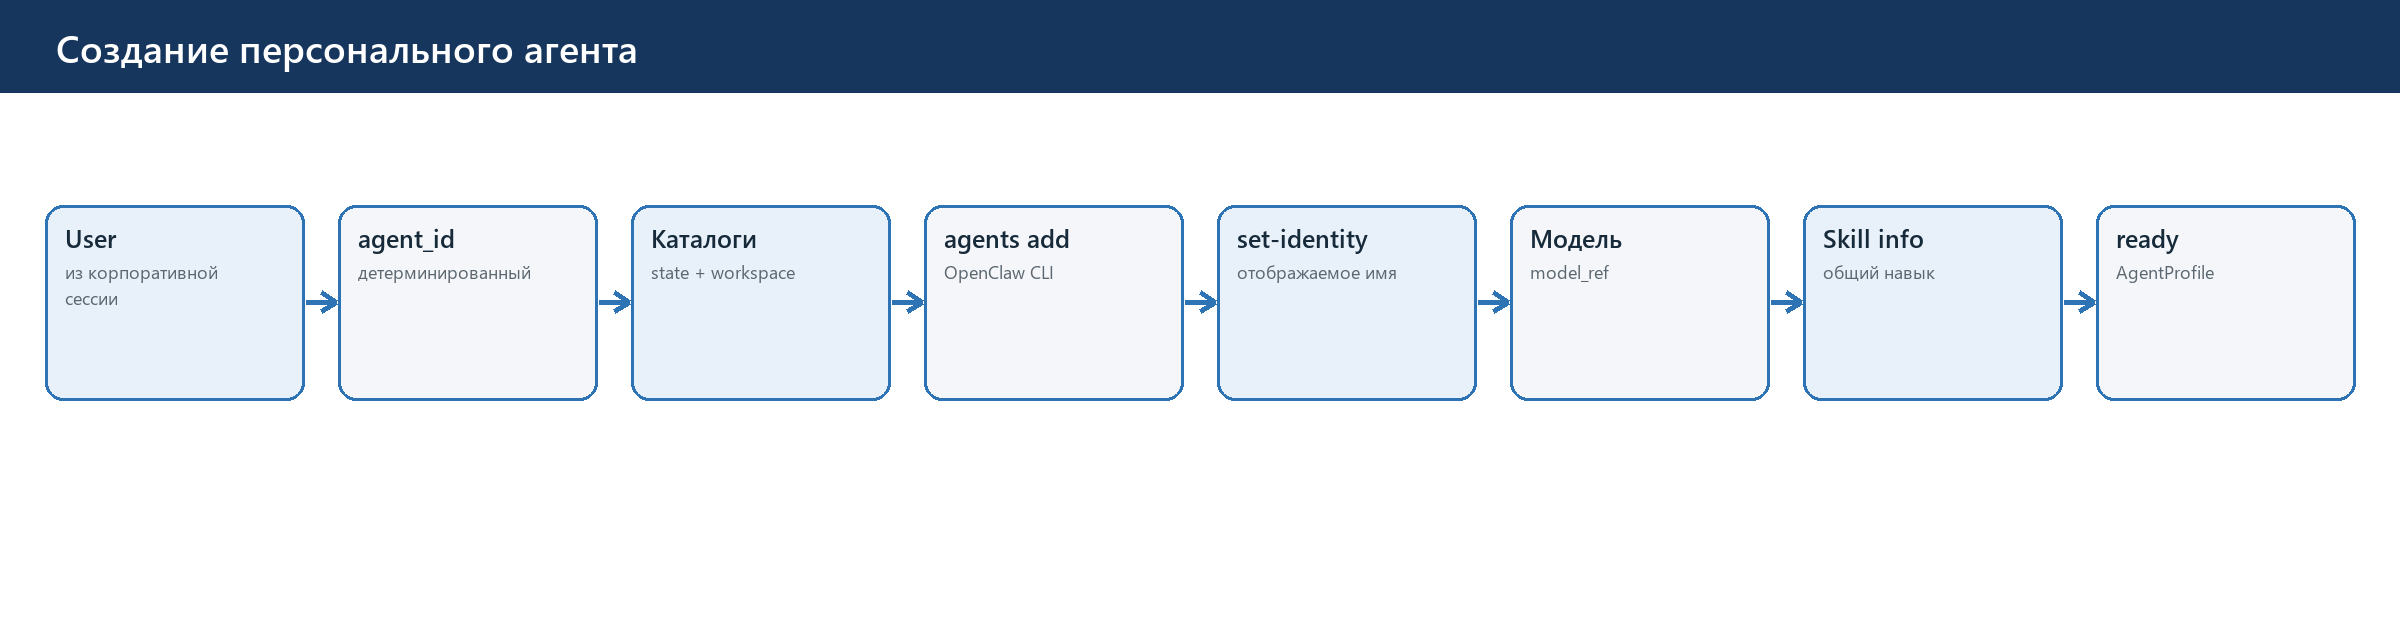 Создание персонального агента
User
из корпоративной
сессии
agent_id
детерминированный
Каталоги
state + workspace
agents add
OpenClaw CLI
set-identity
отображаемое имя
Модель
model_ref
Skill info
общий навык
ready
AgentProfile